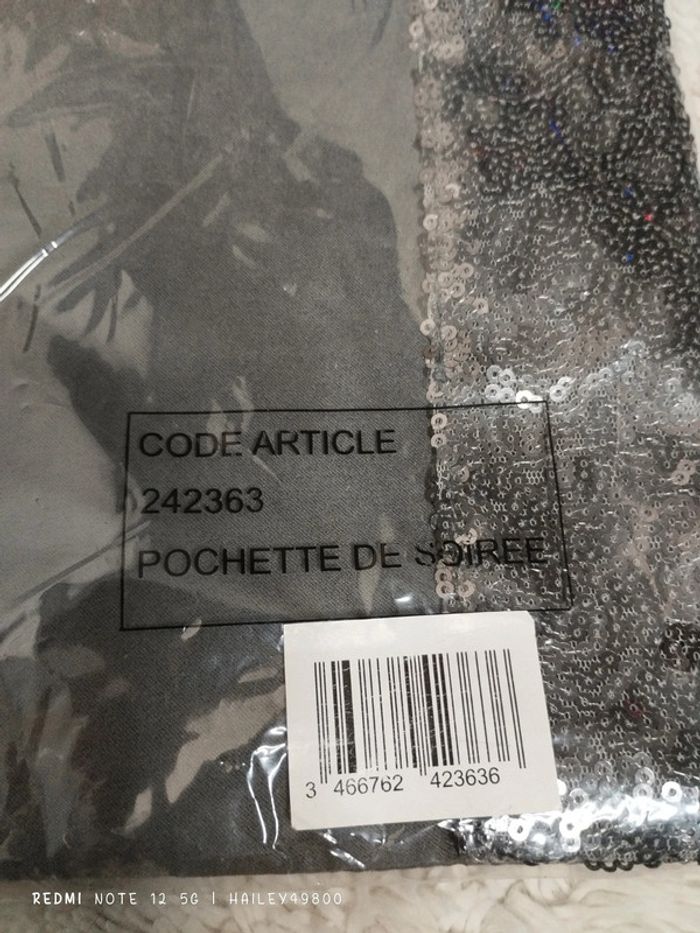 CODE ARTICLE
242363
POCHETTE DE SOIREE
3 466762 423636
REDMI NOTE 12 5G | HAILEY49800